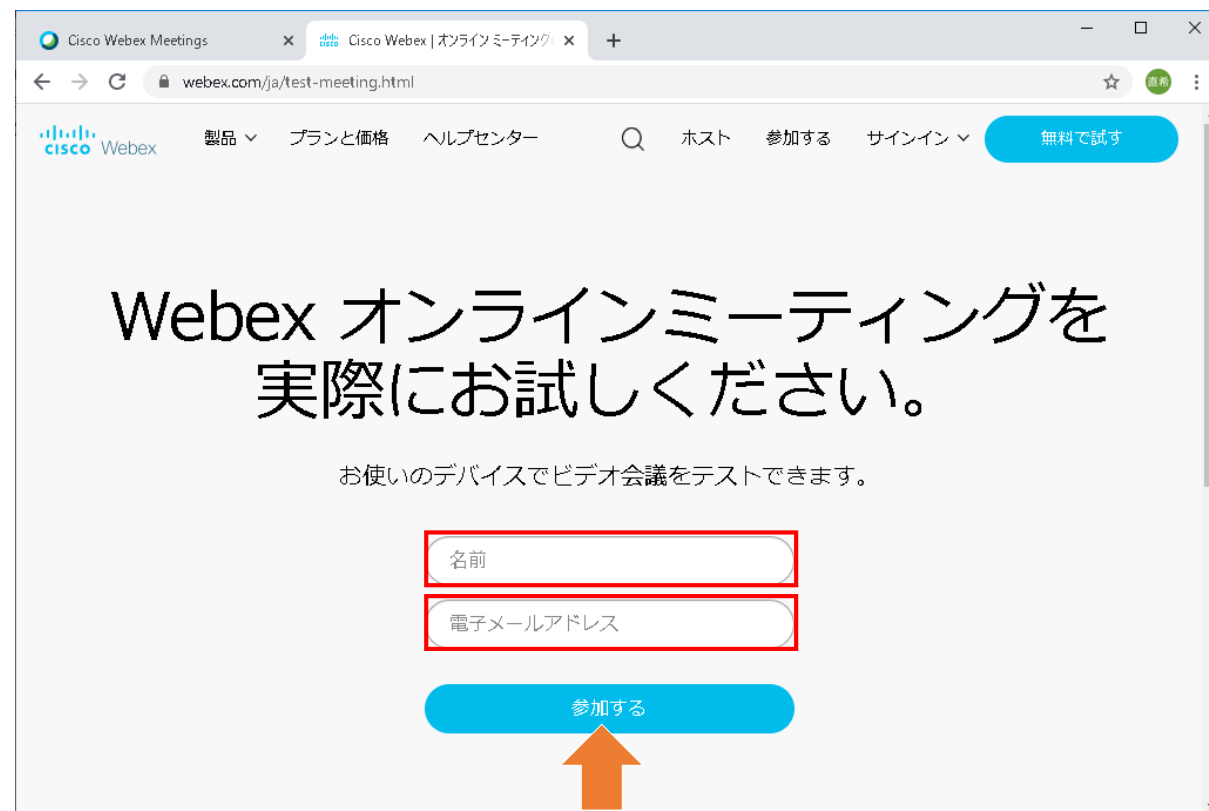 Cisco Webex Meetings
Cisco Webex | オンライン ミーティング
webex.com/ja/test-meeting.html
直希
cisco Webex
製品
プランと価格
ヘルプセンター
ホスト
参加する
サインイン
無料で試す
Webex オンラインミーティングを
実際にお試しください。
お使いのデバイスでビデオ会議をテストできます。
名前
電子メールアドレス
参加する